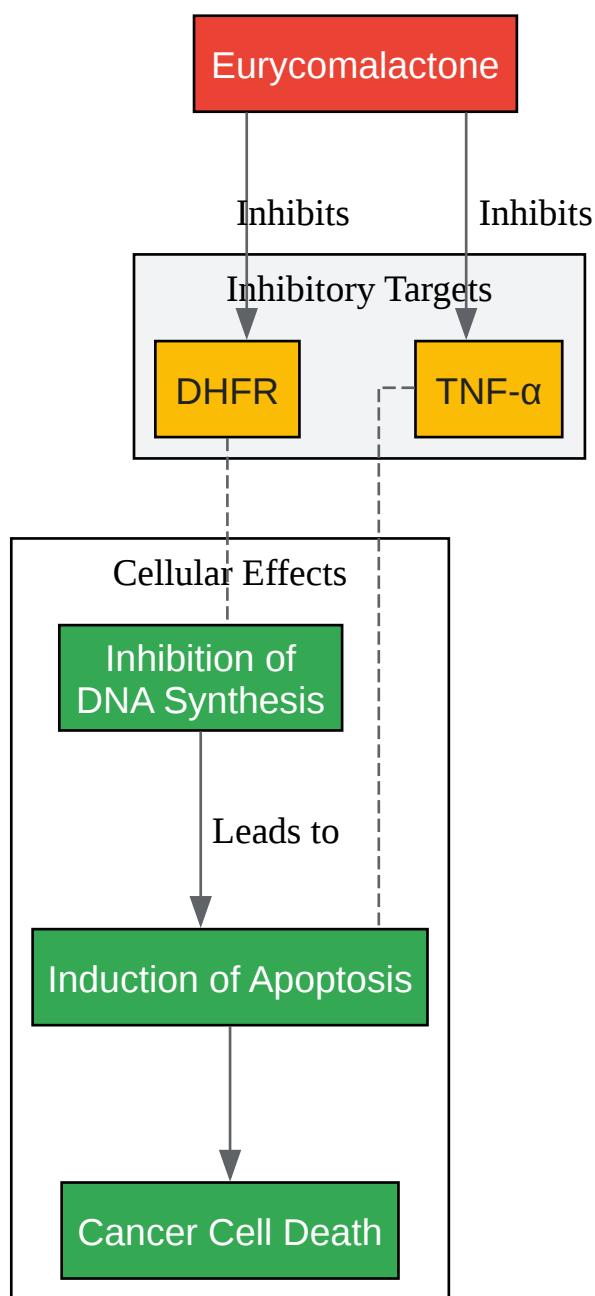 Eurycomalactone
Inhibits
Inhibits
Inhibitory Targets
DHFR
TNF-α
Cellular Effects
Inhibition of
DNA Synthesis
Leads to
Induction of Apoptosis
Cancer Cell Death